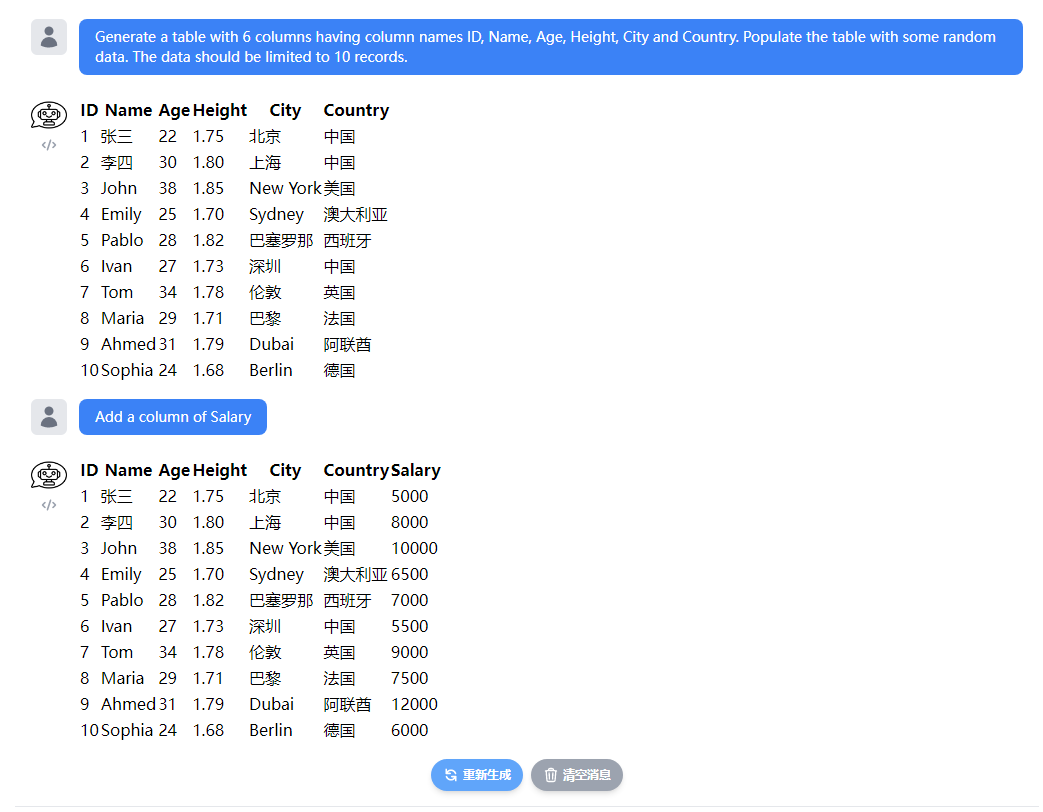 Generate a table with 6 columns having column names ID, Name, Age, Height, City and Country. Populate the table with some random
data. The data should be limited to 10 records.
ID Name Age Height City Country
1 张三 22 1.75 北京 中国
2 李四 30 1.80 上海 中国
3 John 38 1.85 New York 美国
4 Emily 25 1.70 Sydney 澳大利亚
5 Pablo 28 1.82 巴塞罗那 西班牙
6 Ivan 27 1.73 深圳 中国
7 Tom 34 1.78 伦敦 英国
8 Maria 29 1.71 巴黎 法国
9 Ahmed 31 1.79 Dubai 阿联酋
10 Sophia 24 1.68 Berlin 德国
Add a column of Salary
ID Name Age Height City Country Salary
1 张三 22 1.75 北京 中国 5000
2 李四 30 1.80 上海 中国 8000
3 John 38 1.85 New York 美国 10000
4 Emily 25 1.70 Sydney 澳大利亚 6500
5 Pablo 28 1.82 巴塞罗那 西班牙 7000
6 Ivan 27 1.73 深圳 中国 5500
7 Tom 34 1.78 伦敦 英国 9000
8 Maria 29 1.71 巴黎 法国 7500
9 Ahmed 31 1.79 Dubai 阿联酋 12000
10 Sophia 24 1.68 Berlin 德国 6000
重新生成 清空消息